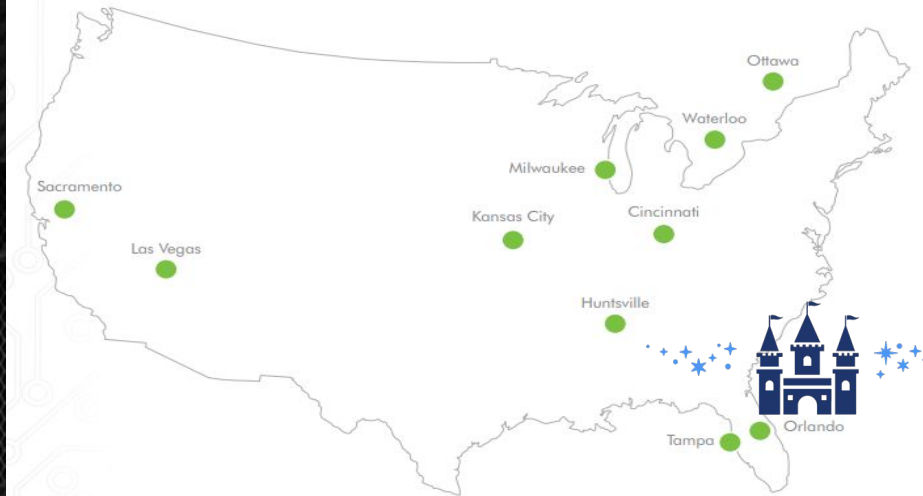 Ottawa
Waterloo
Milwaukee
Sacramento
Kansas City
Cincinnati
Las Vegas
Huntsville
Orlando
Tampa